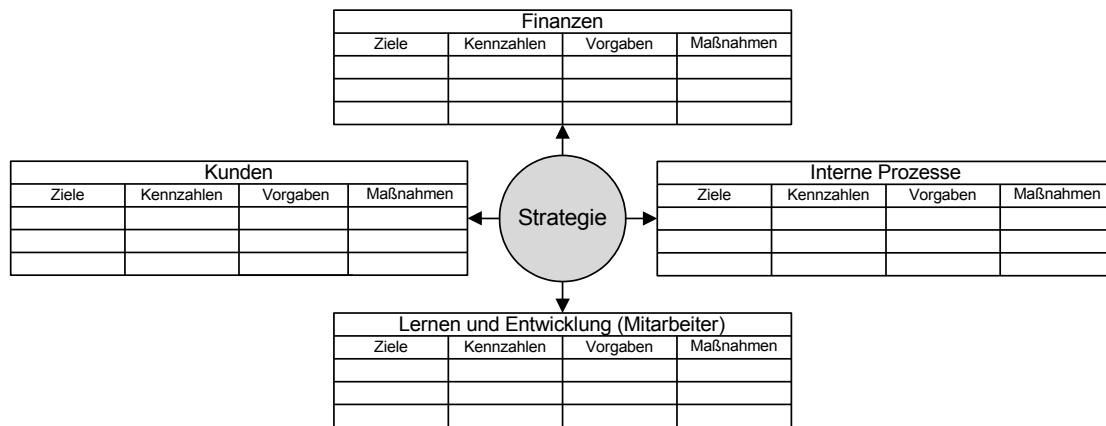 Finanzen
Ziele Kennzahlen Vorgaben Maßnahmen
Kunden
Ziele Kennzahlen Vorgaben Maßnahmen
Strategie
Interne Prozesse
Ziele Kennzahlen Vorgaben Maßnahmen
Lernen und Entwicklung (Mitarbeiter)
Ziele Kennzahlen Vorgaben Maßnahmen